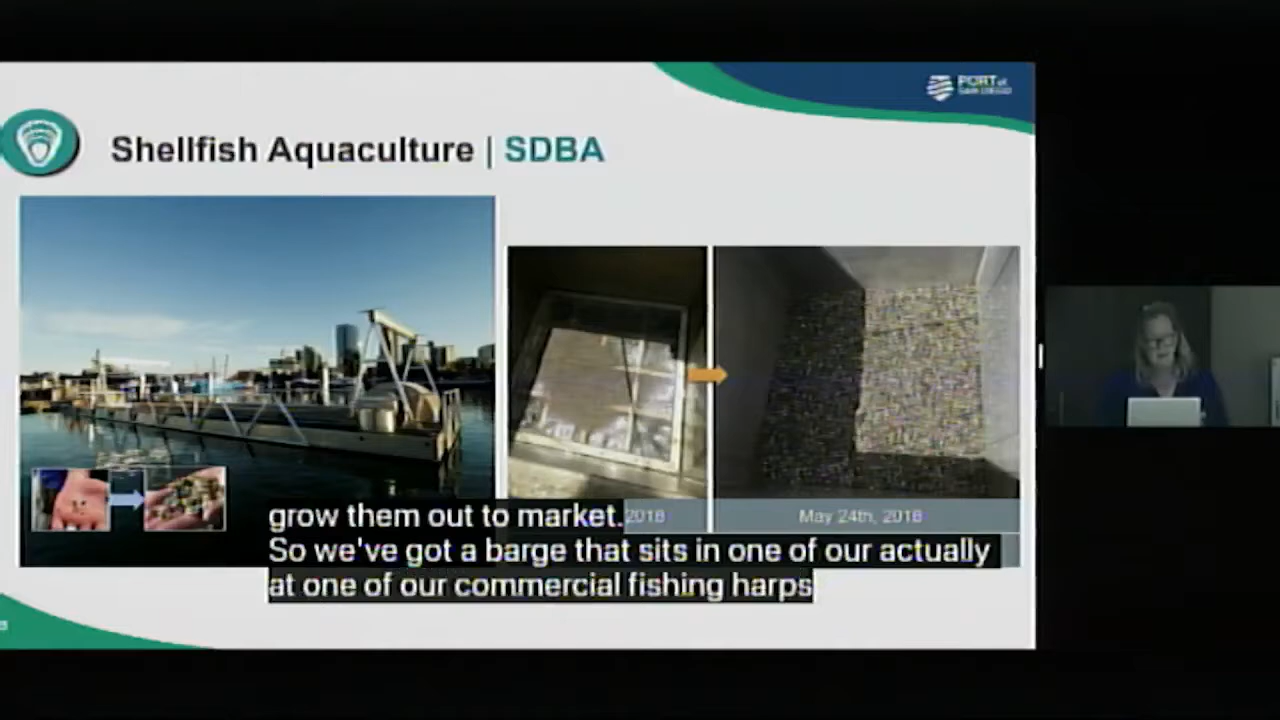 PORT of
SAN DIEGO
Shellfish Aquaculture | SDBA
2018
May 24th, 2018
grow them out to market.
So we've got a barge that sits in one of our actually
at one of our commercial fishing harps